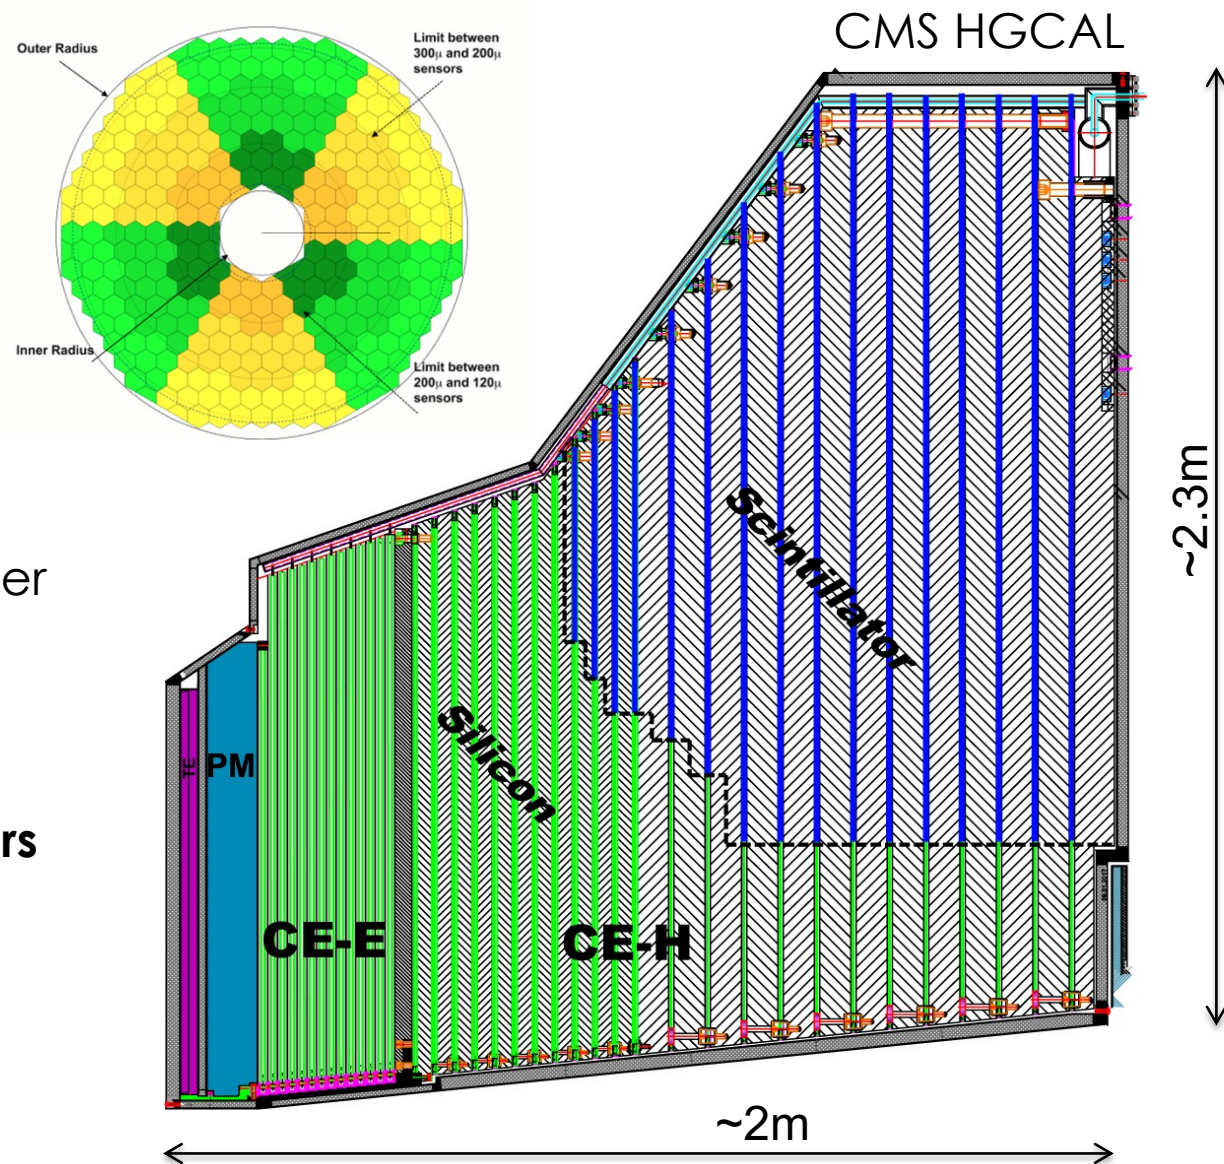 CMS HGCAL
Outer Radius
Limit between
300μ and 200μ
sensors
Inner Radius
Limit between
200μ and 120μ
sensors
er
rs
Scintillator
Silicon
TE
PM
CE-E
CE-H
~2.3m
~2m